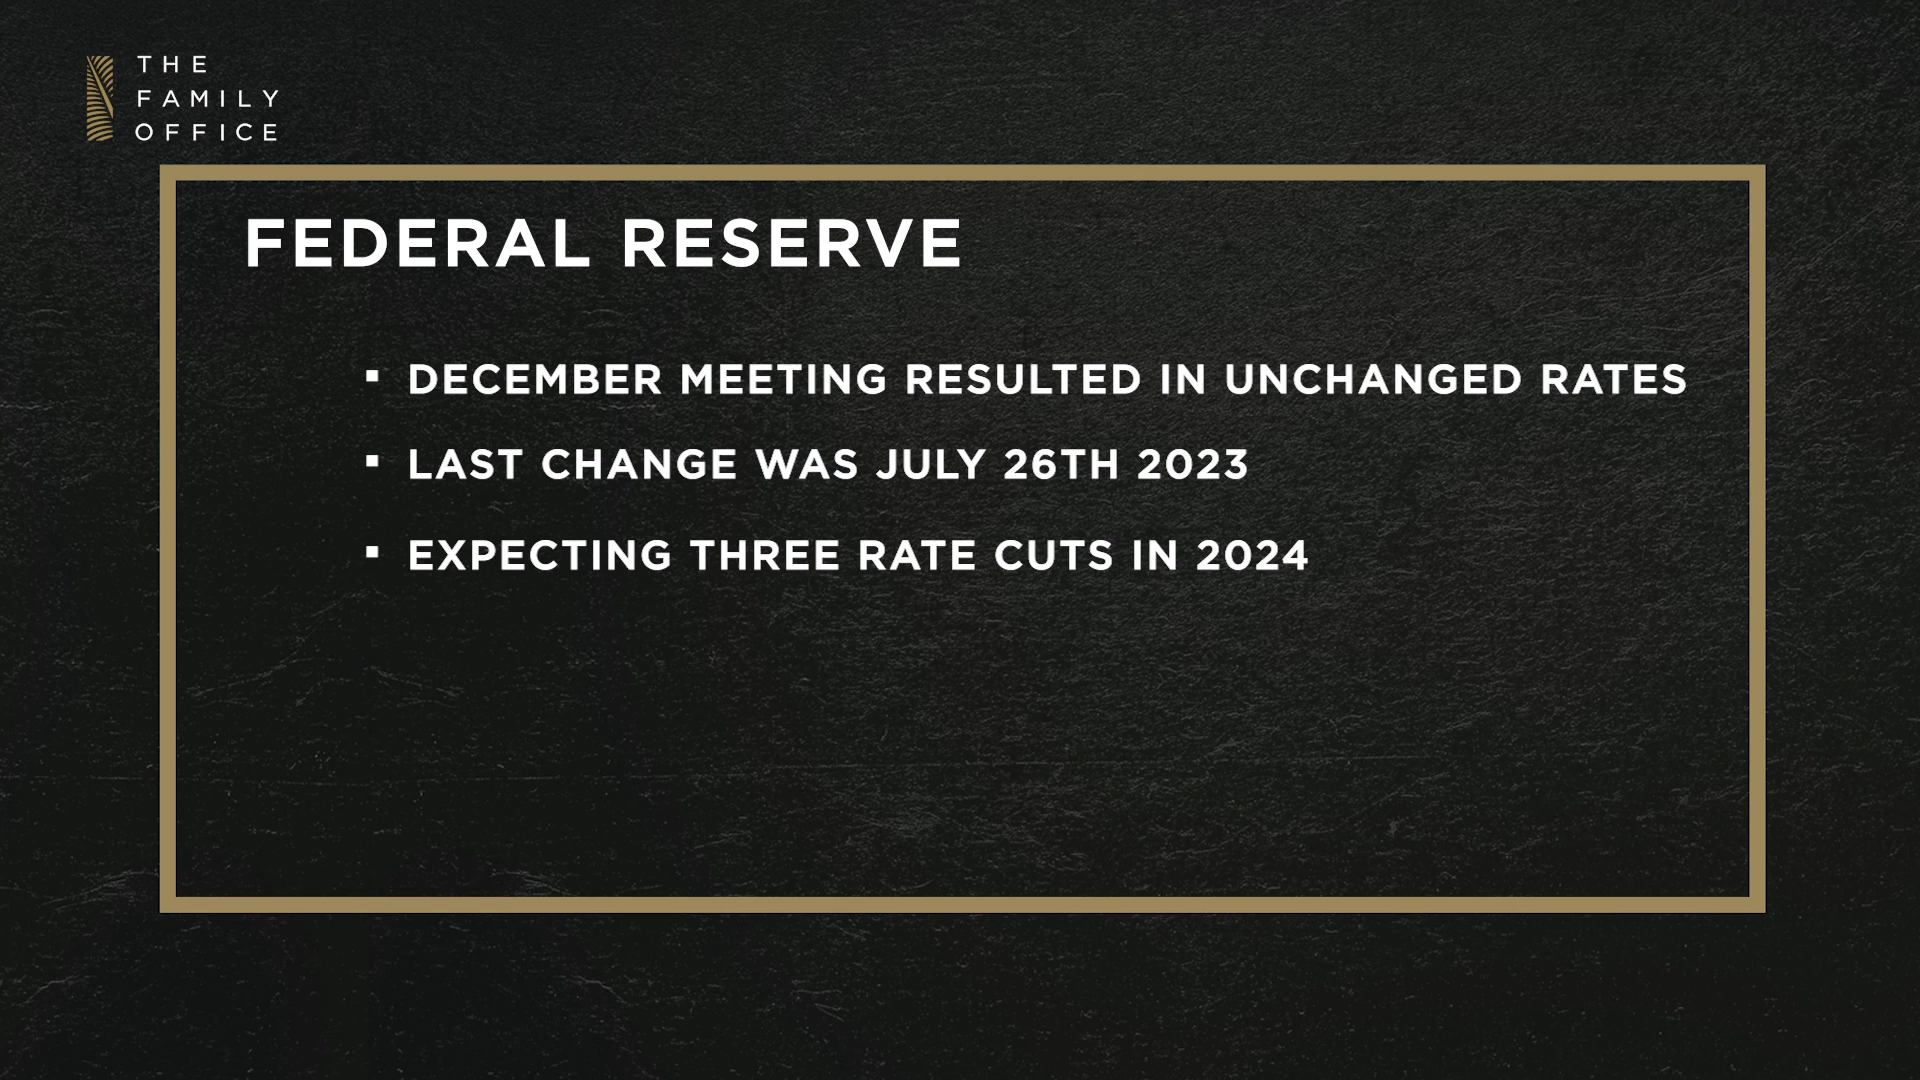 THE
FAMILY
OFFICE
FEDERAL RESERVE
▪ DECEMBER MEETING RESULTED IN UNCHANGED RATES
▪ LAST CHANGE WAS JULY 26TH 2023
▪ EXPECTING THREE RATE CUTS IN 2024